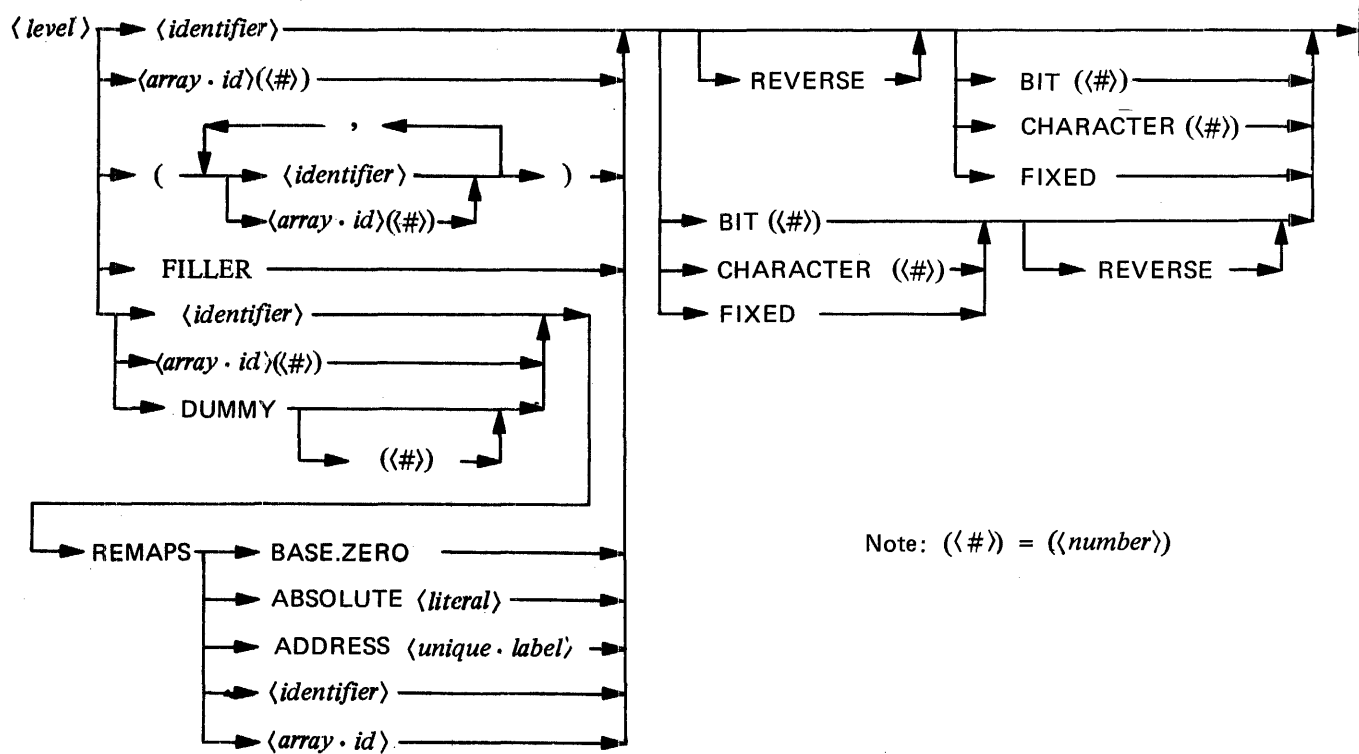 ⟨level⟩ ⟨identifier⟩
⟨array · id⟩(⟨#⟩)
,
( ⟨identifier⟩ )
⟨array · id⟩(⟨#⟩)
FILLER
⟨identifier⟩
⟨array · id⟩(⟨#⟩)
DUMMY
(⟨#⟩)
REMAPS BASE.ZERO
ABSOLUTE ⟨literal⟩
ADDRESS ⟨unique · label⟩
⟨identifier⟩
⟨array · id⟩
REVERSE
BIT (⟨#⟩)
CHARACTER (⟨#⟩)
FIXED
BIT (⟨#⟩)
CHARACTER (⟨#⟩)
FIXED
REVERSE
Note: (⟨#⟩) = (⟨number⟩)